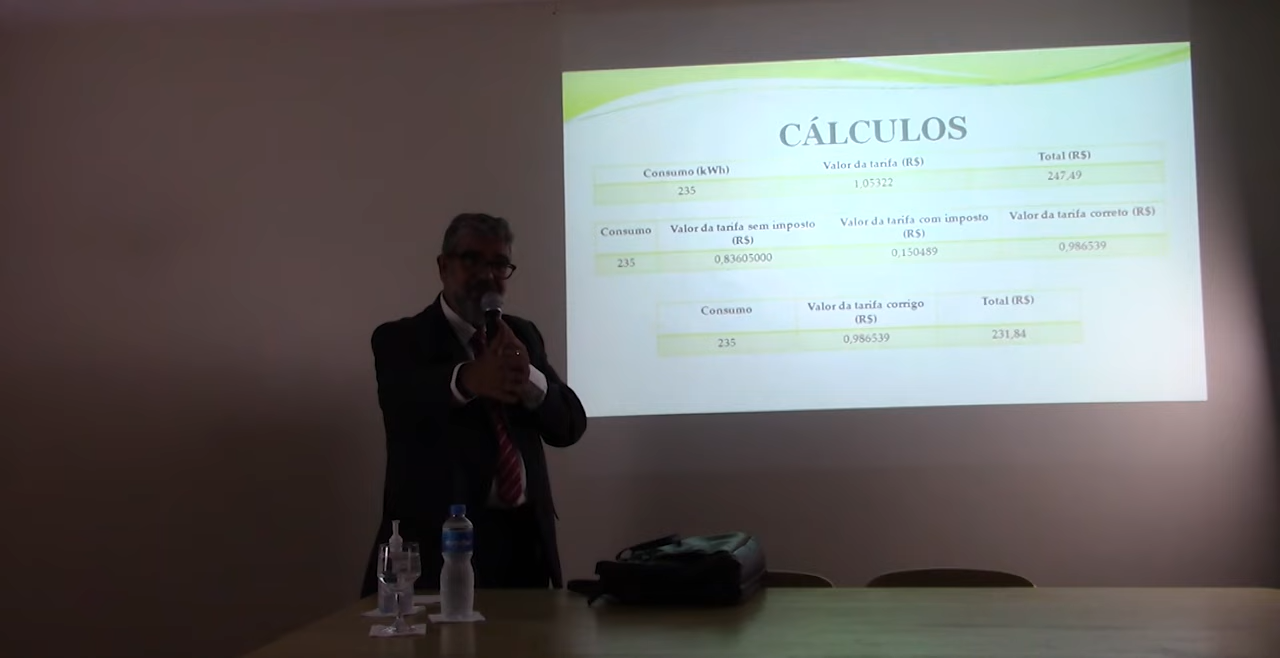 CÁLCULOS
Consumo (kWh) Valor da tarifa (R$) Total (R$)
235 1,05322 247,49
Consumo Valor da tarifa sem imposto (R$) Valor da tarifa com imposto (R$) Valor da tarifa correto (R$)
235 0,83605000 0,150489 0,986539
Consumo Valor da tarifa corrigo (R$) Total (R$)
235 0,986539 231,84